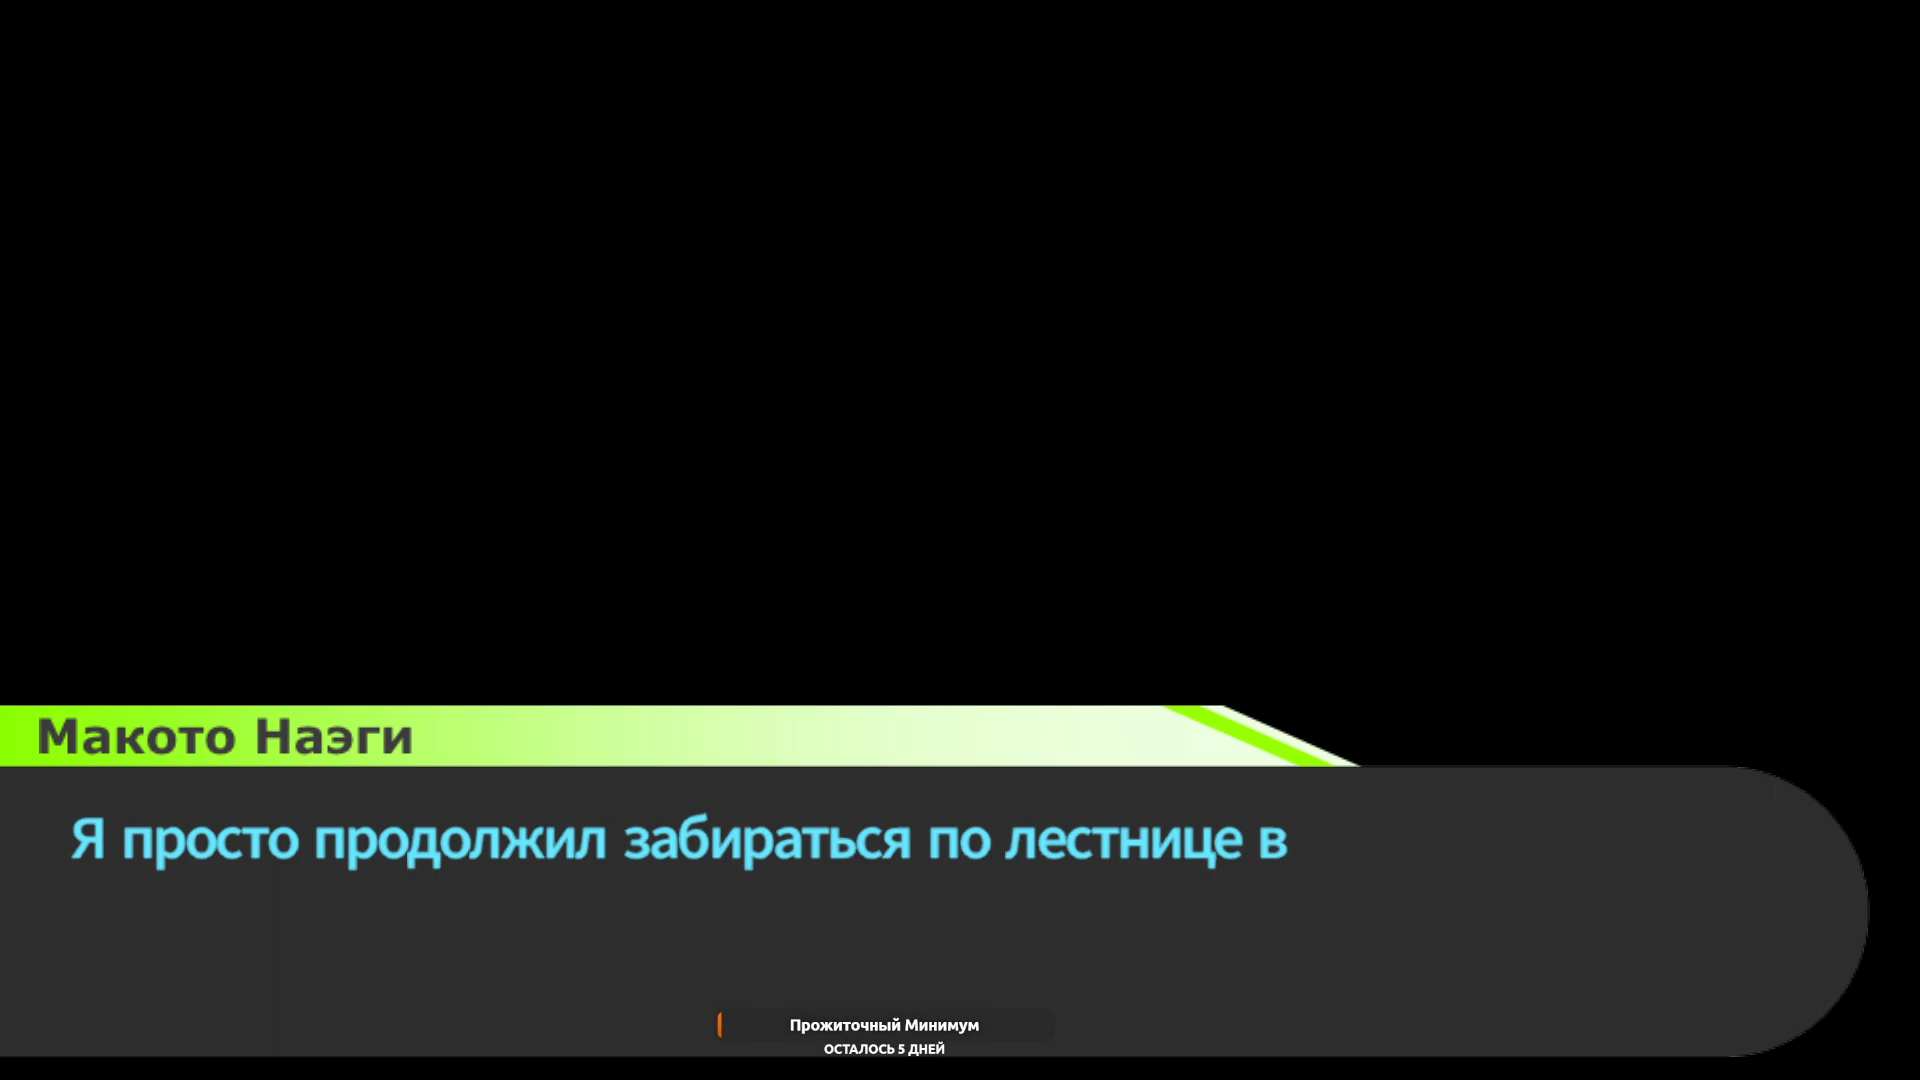 Макото Наэги
Я просто продолжил забираться по лестнице в
Прожиточный Минимум
ОСТАЛОСЬ 5 ДНЕЙ